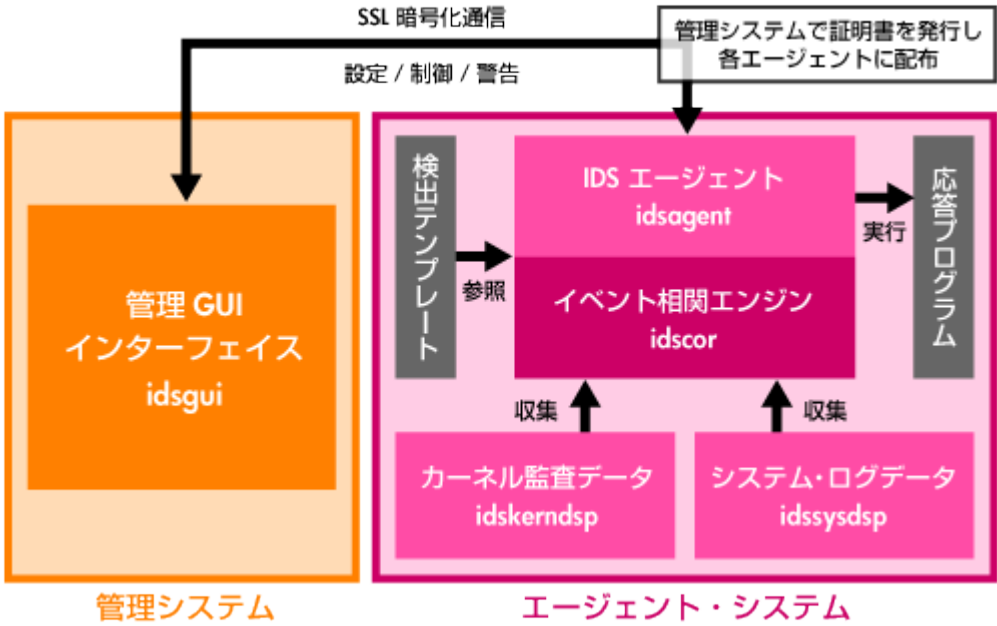 SSL 暗号化通信
設定 / 制御 / 警告
管理システムで証明書を発行し
各エージェントに配布
管理 GUI
インターフェイス
idsgui
検出テンプレート
参照
IDS エージェント
idsagent
イベント相関エンジン
idscor
実行
応答プログラム
収集
収集
カーネル監査データ
idskerndsp
システム・ログデータ
idssysdsp
管理システム
エージェント・システム